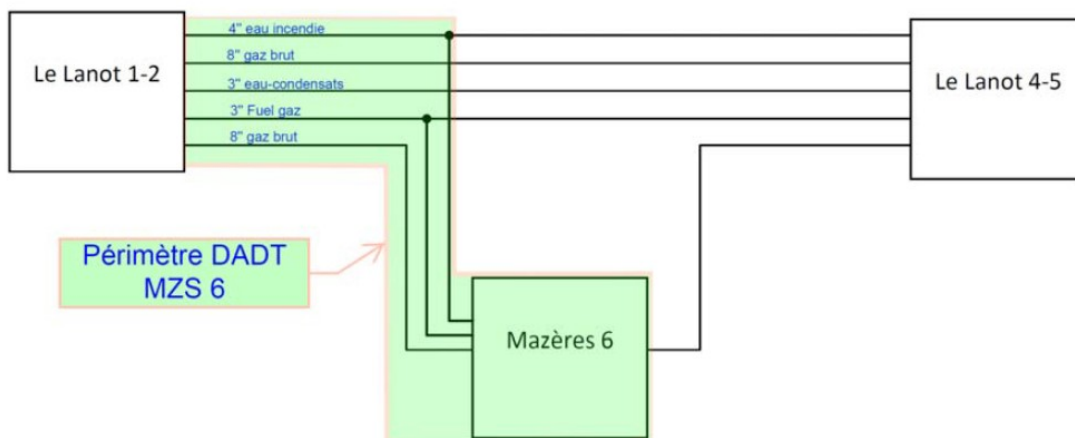 4" eau incendie
8" gaz brut
Le Lanot 1-2
3" eau-condensats
Le Lanot 4-5
3" Fuel gaz
8" gaz brut
Périmètre DADT
MZS 6
Mazères 6